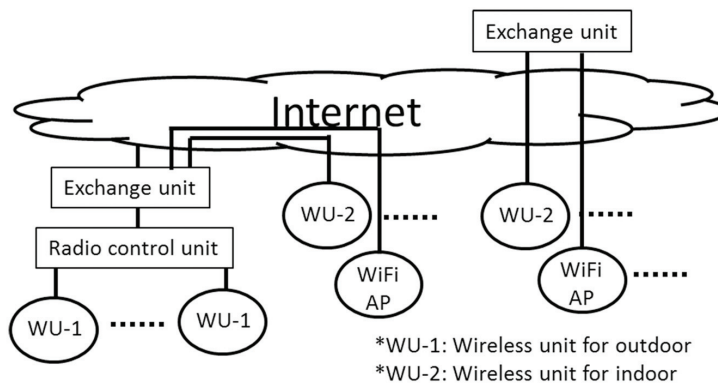 Exchange unit
Internet
Exchange unit
WU-2
WU-2
Radio control unit
WiFi
AP
WiFi
AP
WU-1
WU-1
*WU-1: Wireless unit for outdoor
*WU-2: Wireless unit for indoor